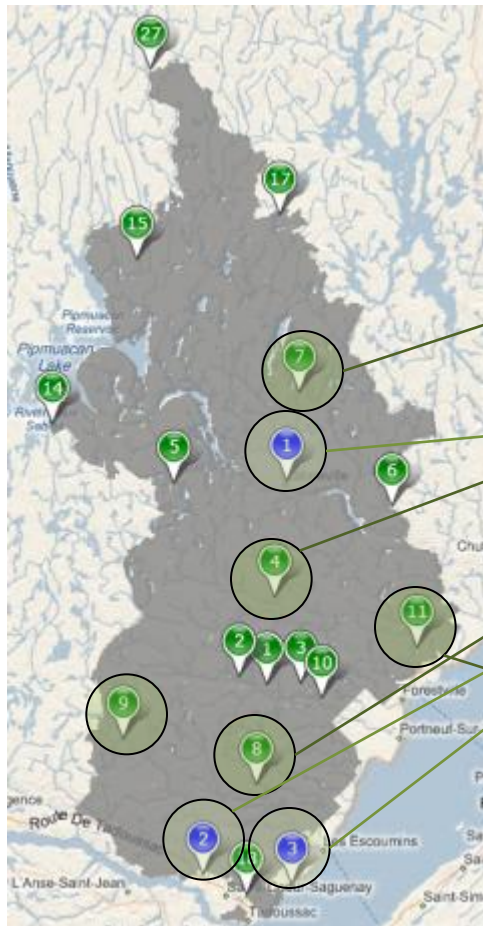 27
17
15
Pipmuacan
Reservoir
Pipmuacan
Lake
7
14
1
5
6
4
11
2
1
3
10
9
Forestville
Portneuf-Sur
8
Route De Tadoussac
2
3
Les Escoumins
L'Anse-Saint-Jean
Tadoussac
Saint-Sim